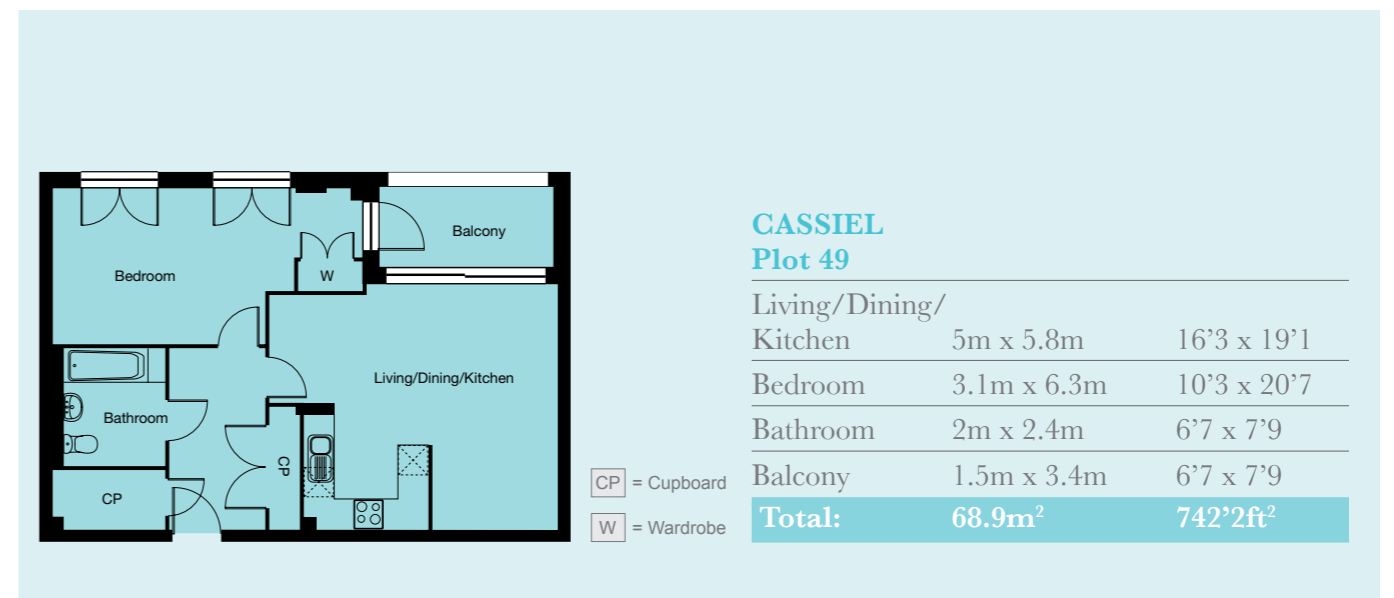 Balcony
Bedroom
W
Living/Dining/Kitchen
Bathroom
CP
CP
CP = Cupboard
W = Wardrobe
CASSIEL
Plot 49
Living/Dining/
Kitchen 5m x 5.8m 16’3 x 19’1
Bedroom 3.1m x 6.3m 10’3 x 20’7
Bathroom 2m x 2.4m 6’7 x 7’9
Balcony 1.5m x 3.4m 6’7 x 7’9
Total: 68.9m² 742’2ft²